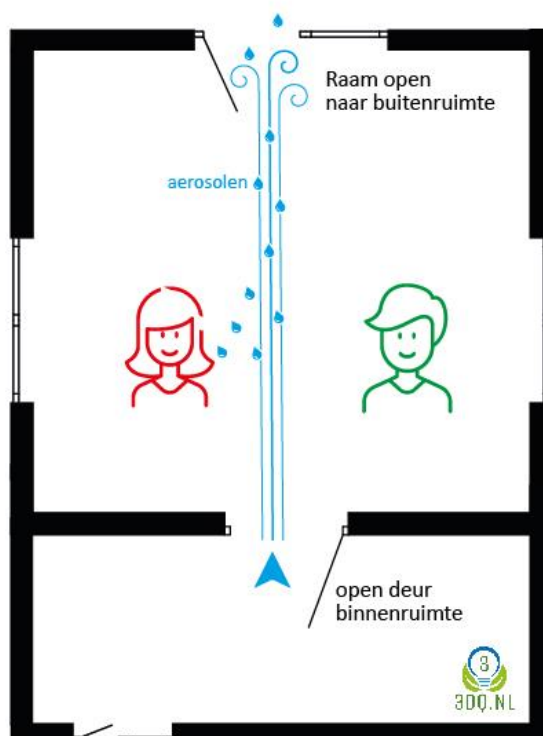 Raam open
naar buitenruimte
aerosolen
open deur
binnenruimte
3
3DQ.NL